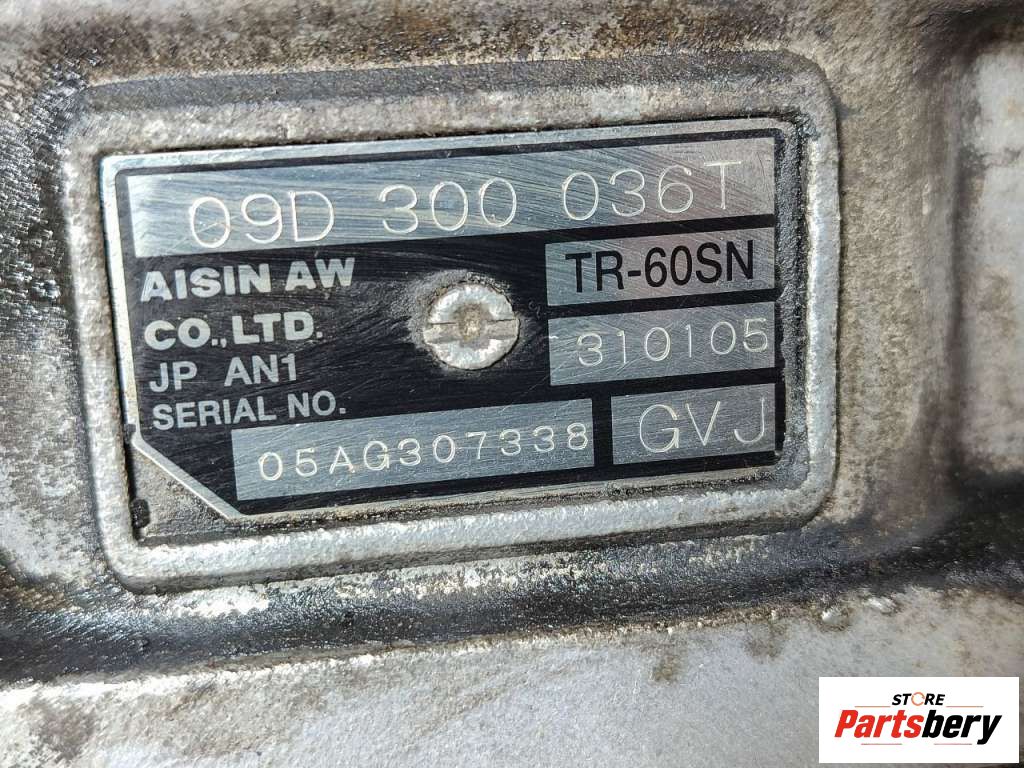 09D 300 036T
AISIN AW
CO.,LTD.
JP AN1
SERIAL NO.
TR-60SN
310105
05AG307338
GVJ
STORE
Partsbery